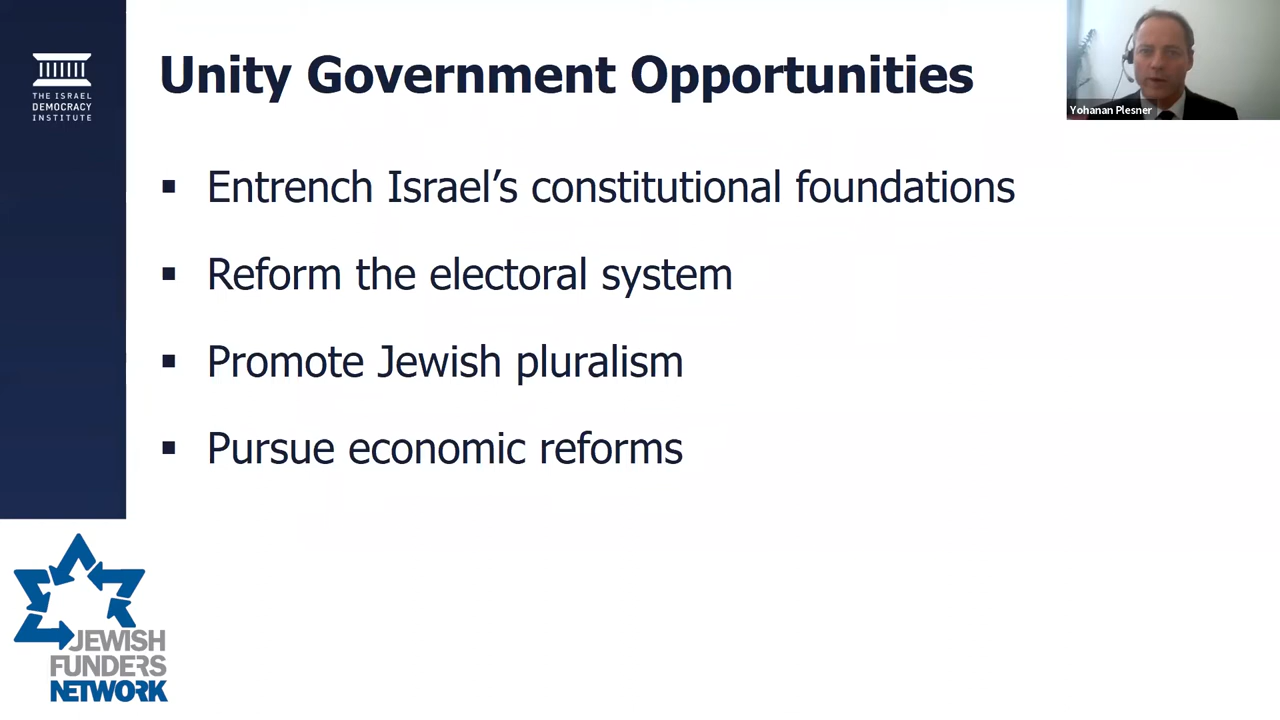 THE ISRAEL
DEMOCRACY
INSTITUTE
Unity Government Opportunities
Yohanan Plesner
▪ Entrench Israel’s constitutional foundations
▪ Reform the electoral system
▪ Promote Jewish pluralism
▪ Pursue economic reforms
JEWISH
FUNDERS
NETWORK